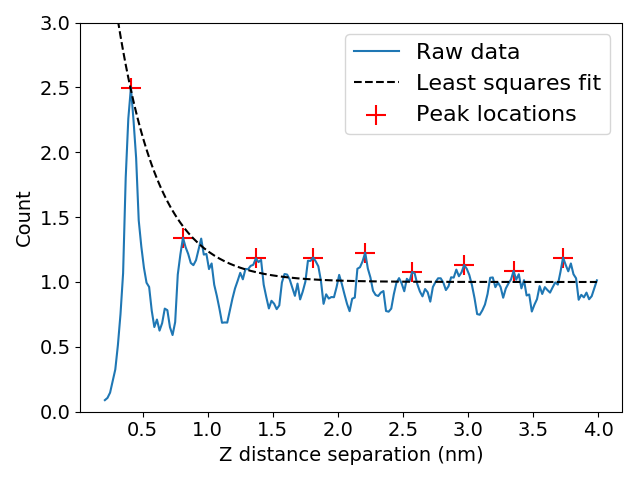 3.0
2.5
2.0
1.5
1.0
0.5
0.0
Count
Raw data
Least squares fit
Peak locations
0.5 1.0 1.5 2.0 2.5 3.0 3.5 4.0
Z distance separation (nm)